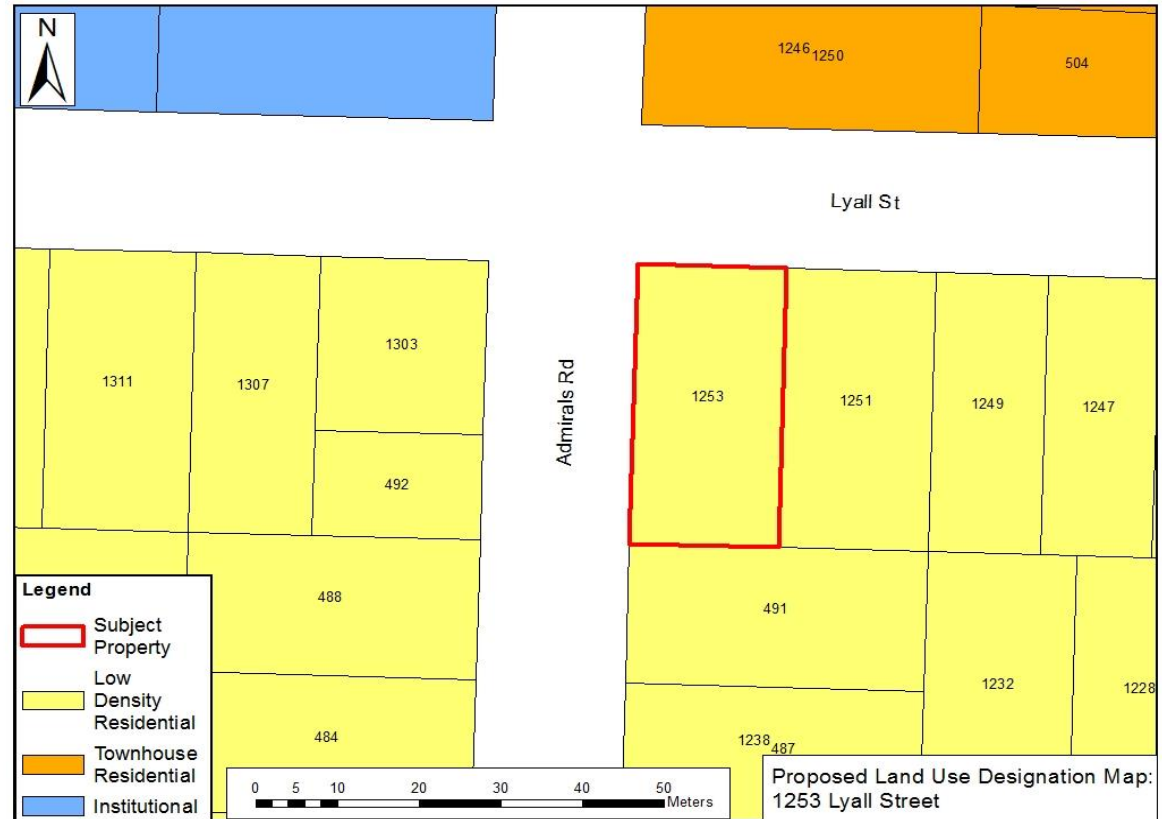 N
1246 1250
504
Lyall St
1303
1311
1307
1253
1251
1249
1247
Admirals Rd
492
488
491
1232
1228
484
1238 487
Legend
Subject
Property
Low
Density
Residential
Townhouse
Residential
Institutional
0 5 10 20 30 40 50
Meters
Proposed Land Use Designation Map:
1253 Lyall Street